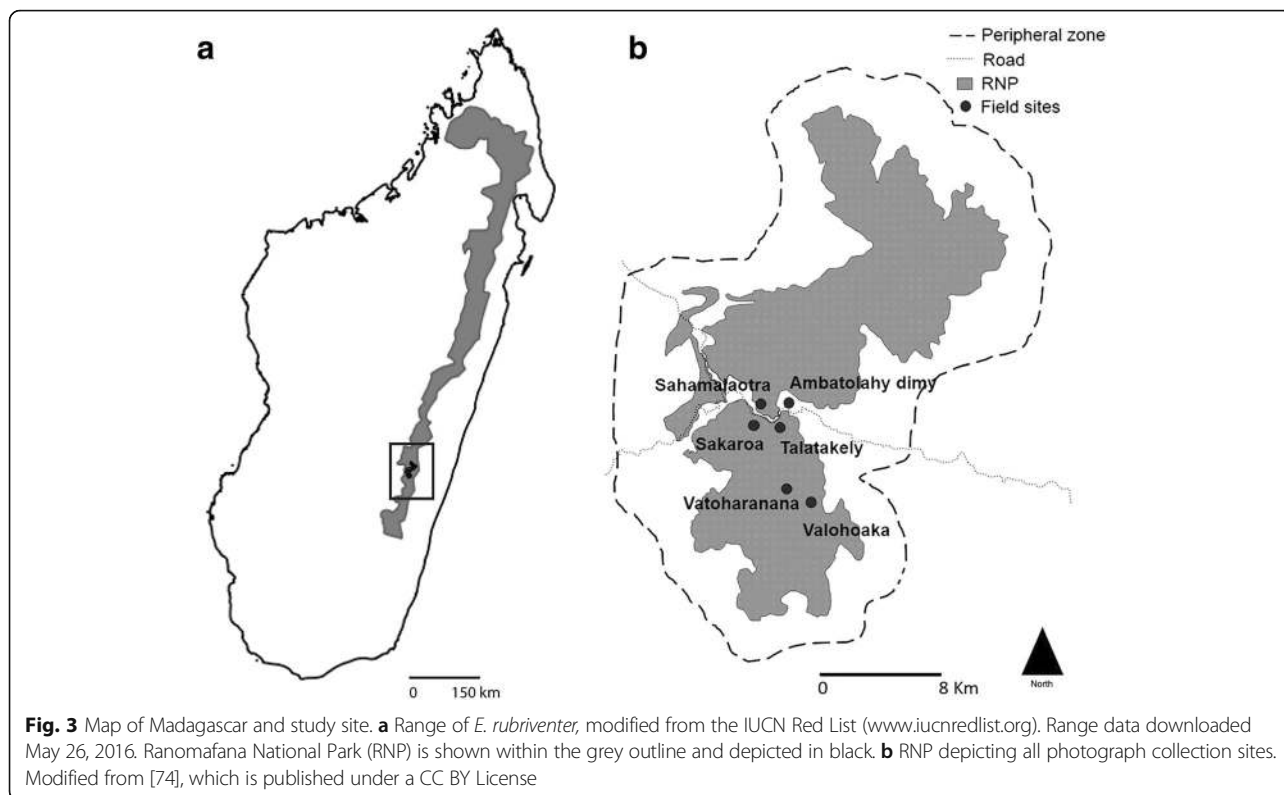 a
b
Peripheral zone
Road
RNP
Field sites
Sahamalaotra
Ambatolahy dimy
Sakaroa
Talatakely
Vatoharanana
Valohoaka
0 150 km
0 8 Km
North
Fig. 3 Map of Madagascar and study site. a Range of E. rubriventer, modified from the IUCN Red List (www.iucnredlist.org). Range data downloaded
May 26, 2016. Ranomafana National Park (RNP) is shown within the grey outline and depicted in black. b RNP depicting all photograph collection sites.
Modified from [74], which is published under a CC BY License